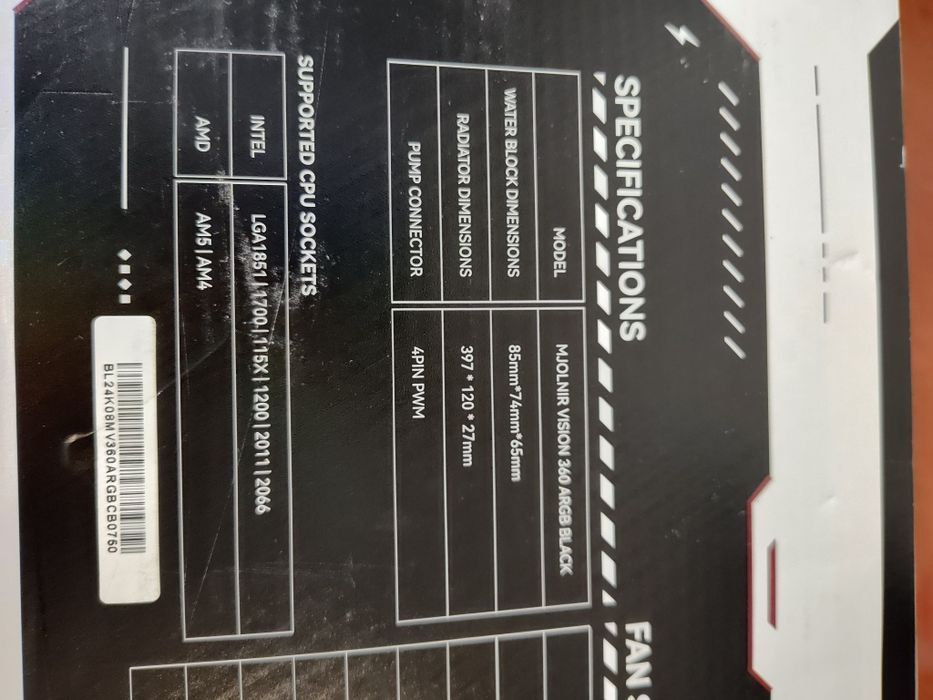 SPECIFICATIONS
MODEL MJOLNIR VISION 360 ARGB BLACK
WATER BLOCK DIMENSIONS 85mm*74mm*65mm
RADIATOR DIMENSIONS 397 * 120 * 27mm
PUMP CONNECTOR 4PIN PWM
SUPPORTED CPU SOCKETS
INTEL LGA1851 | 1700 | 115X | 1200 | 2011 | 2066
AMD AM5 | AM4
BL24K08MV360ARGBCB0760
FAN